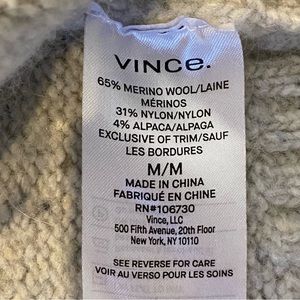 VINCE.
65% MERINO WOOL/LAINE
MÉRINOS
31% NYLON/NYLON
4% ALPACA/ALPAGA
EXCLUSIVE OF TRIM/SAUF
LES BORDURES
M/M
MADE IN CHINA
FABRIQUÉ EN CHINE
RN#106730
Vince, LLC
500 Fifth Avenue, 20th Floor
New York, NY 10110
SEE REVERSE FOR CARE
VOIR AU VERSO POUR LES SOINS